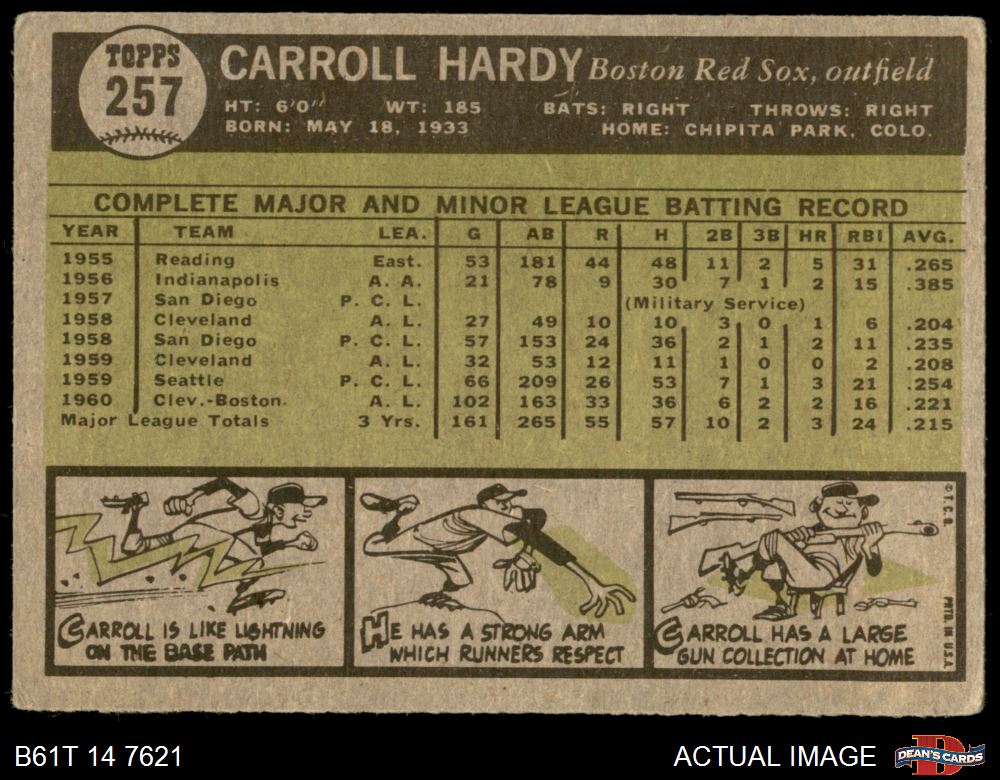 TOPPS
257
CARROLL HARDY Boston Red Sox, outfield
HT: 6'0" WT: 185 BATS: RIGHT THROWS: RIGHT
BORN: MAY 18, 1933 HOME: CHIPITA PARK, COLO.
COMPLETE MAJOR AND MINOR LEAGUE BATTING RECORD
YEAR TEAM LEA. G AB R H 2B 3B HR RBI AVG.
1955 Reading East. 53 181 44 48 11 2 5 31 .265
1956 Indianapolis A. A. 21 78 9 30 7 1 2 15 .385
1957 San Diego P. C. L. (Military Service)
1958 Cleveland A. L. 27 49 10 10 3 0 1 6 .204
1958 San Diego P. C. L. 57 153 24 36 2 1 2 11 .235
1959 Cleveland A. L. 32 53 12 11 1 0 0 2 .208
1959 Seattle P. C. L. 66 209 26 53 7 1 3 21 .254
1960 Clev.-Boston A. L. 102 163 33 36 6 2 2 16 .221
Major League Totals 3 Yrs. 161 265 55 57 10 2 3 24 .215
CARROLL IS LIKE LIGHTNING
ON THE BASE PATH
HE HAS A STRONG ARM
WHICH RUNNERS RESPECT
CARROLL HAS A LARGE
GUN COLLECTION AT HOME
© T. C. G.
PRTD. IN U.S.A.
B61T 14 7621
ACTUAL IMAGE
DEAN'S CARDS